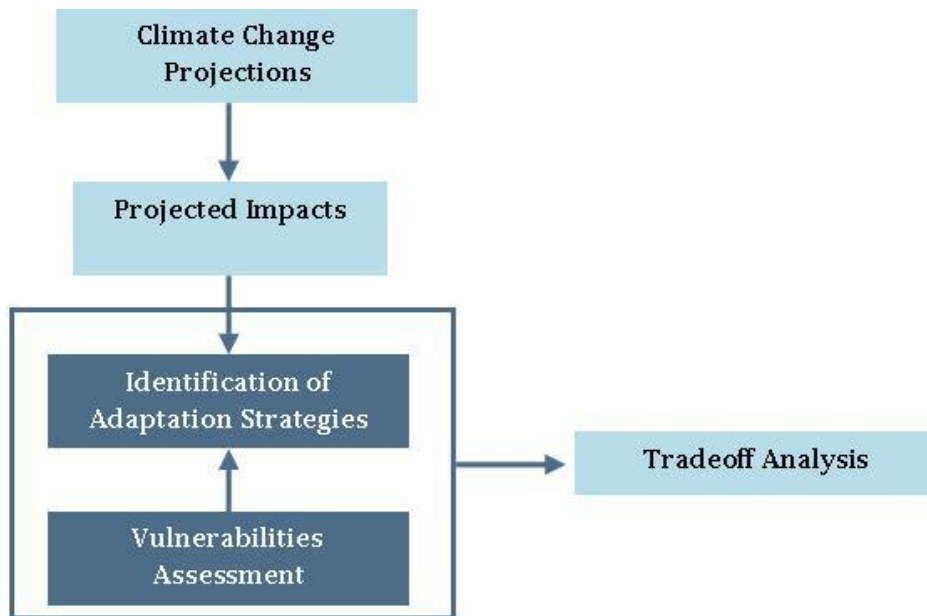 Climate Change
Projections
Projected Impacts
Identification of
Adaptation Strategies
Tradeoff Analysis
Vulnerabilities
Assessment